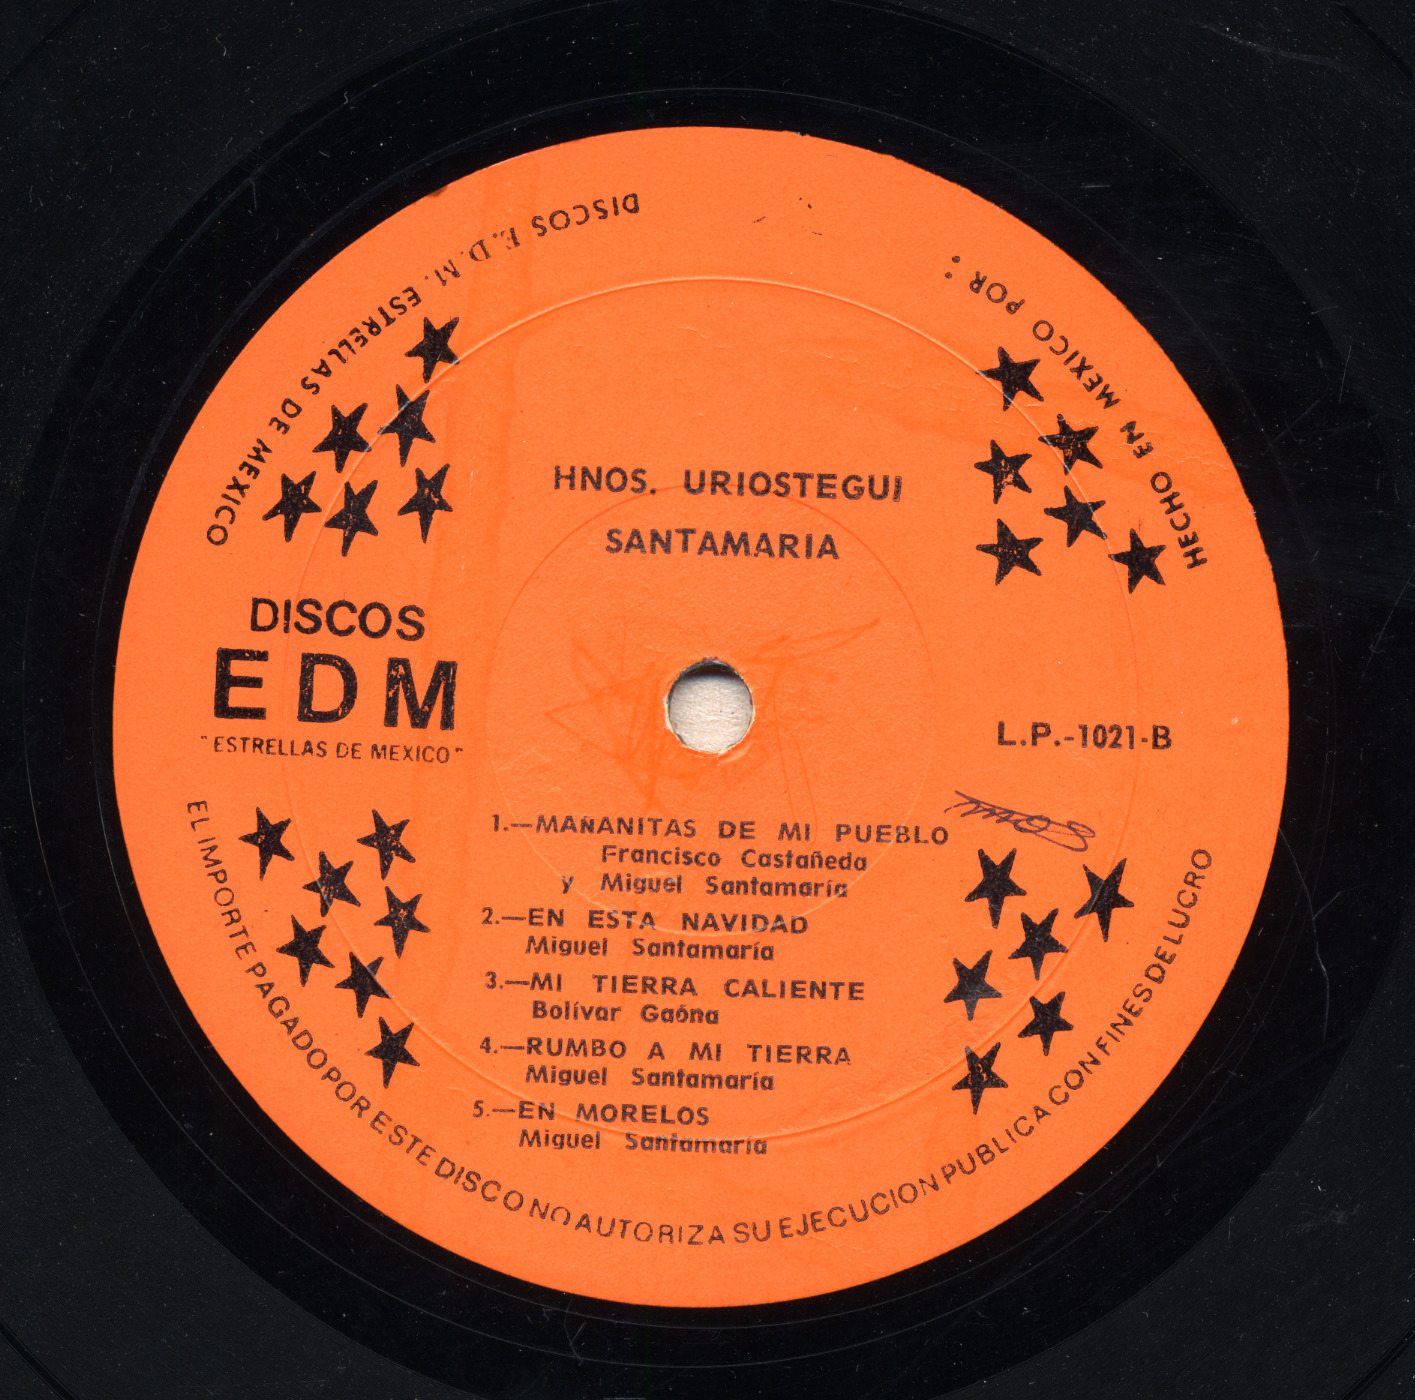 HECHO EN MEXICO POR :
DISCOS E.D.M. ESTRELLAS DE MEXICO
HNOS. URIOSTEGUI
SANTAMARIA
DISCOS
EDM
"ESTRELLAS DE MEXICO"
L.P.-1021-B
1.—MAÑANITAS DE MI PUEBLO
Francisco Castañeda
y Miguel Santamaría
2.—EN ESTA NAVIDAD
Miguel Santamaría
3.—MI TIERRA CALIENTE
Bolívar Gaóna
4.—RUMBO A MI TIERRA
Miguel Santamaría
5.—EN MORELOS
Miguel Santamaría
EL IMPORTE PAGADO POR ESTE DISCO NO AUTORIZA SU EJECUCION PUBLICA CON FINES DE LUCRO